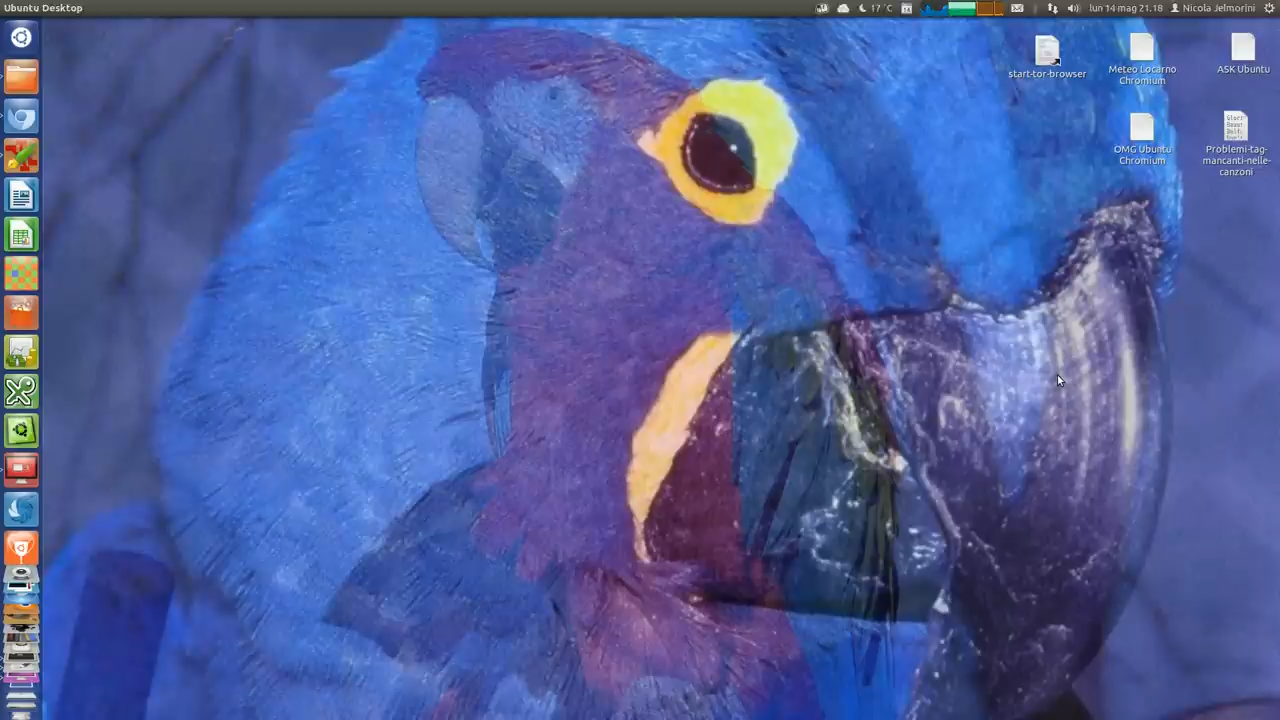 Ubuntu Desktop
17 °C
lun 14 mag 21.18
Nicola Jelmorini
start-tor-browser
Meteo Locarno
Chromium
ASK Ubuntu
OMG Ubuntu
Chromium
Problemi-tag-
mancanti-nelle-
canzoni